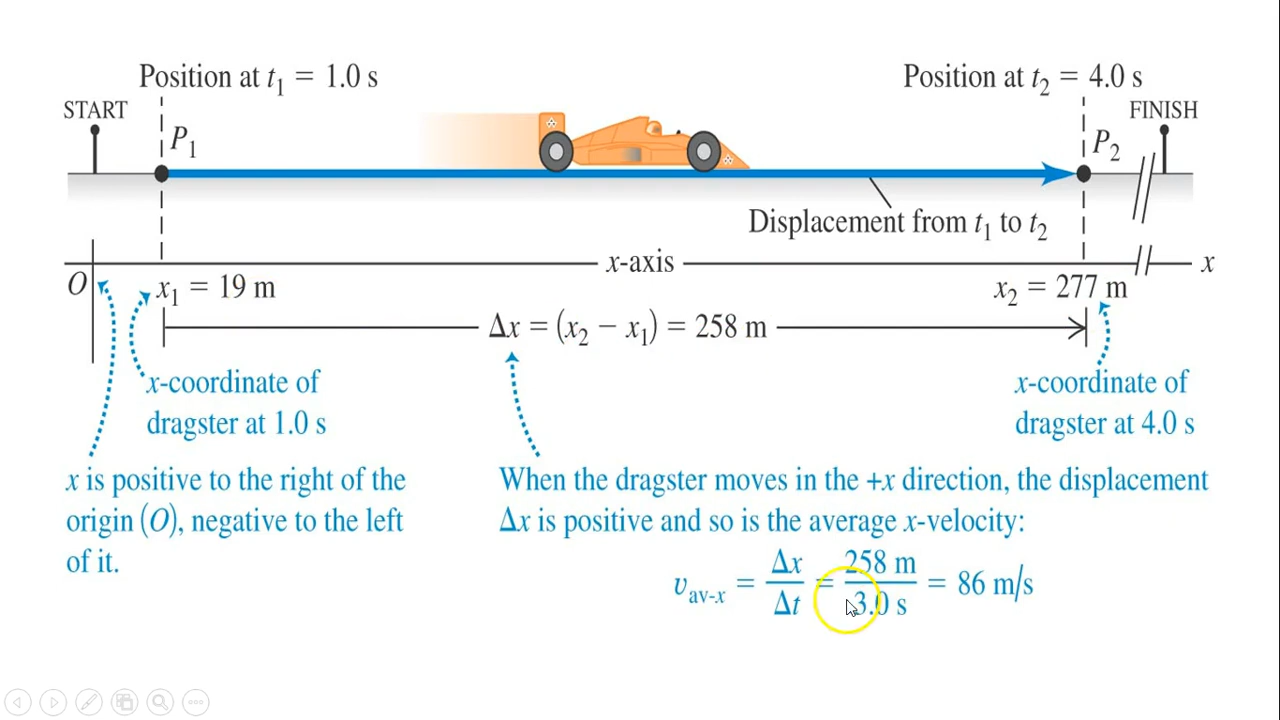 Position at t₁ = 1.0 s
Position at t₂ = 4.0 s
START
FINISH
P₁
P₂
Displacement from t₁ to t₂
x-axis
x
O
x₁ = 19 m
x₂ = 277 m
Δx = (x₂ − x₁) = 258 m
x-coordinate of
dragster at 1.0 s
x-coordinate of
dragster at 4.0 s
x is positive to the right of the
origin (O), negative to the left
of it.
When the dragster moves in the +x direction, the displacement
Δx is positive and so is the average x-velocity:
v_av-x = Δx/Δt = 258 m/3.0 s = 86 m/s